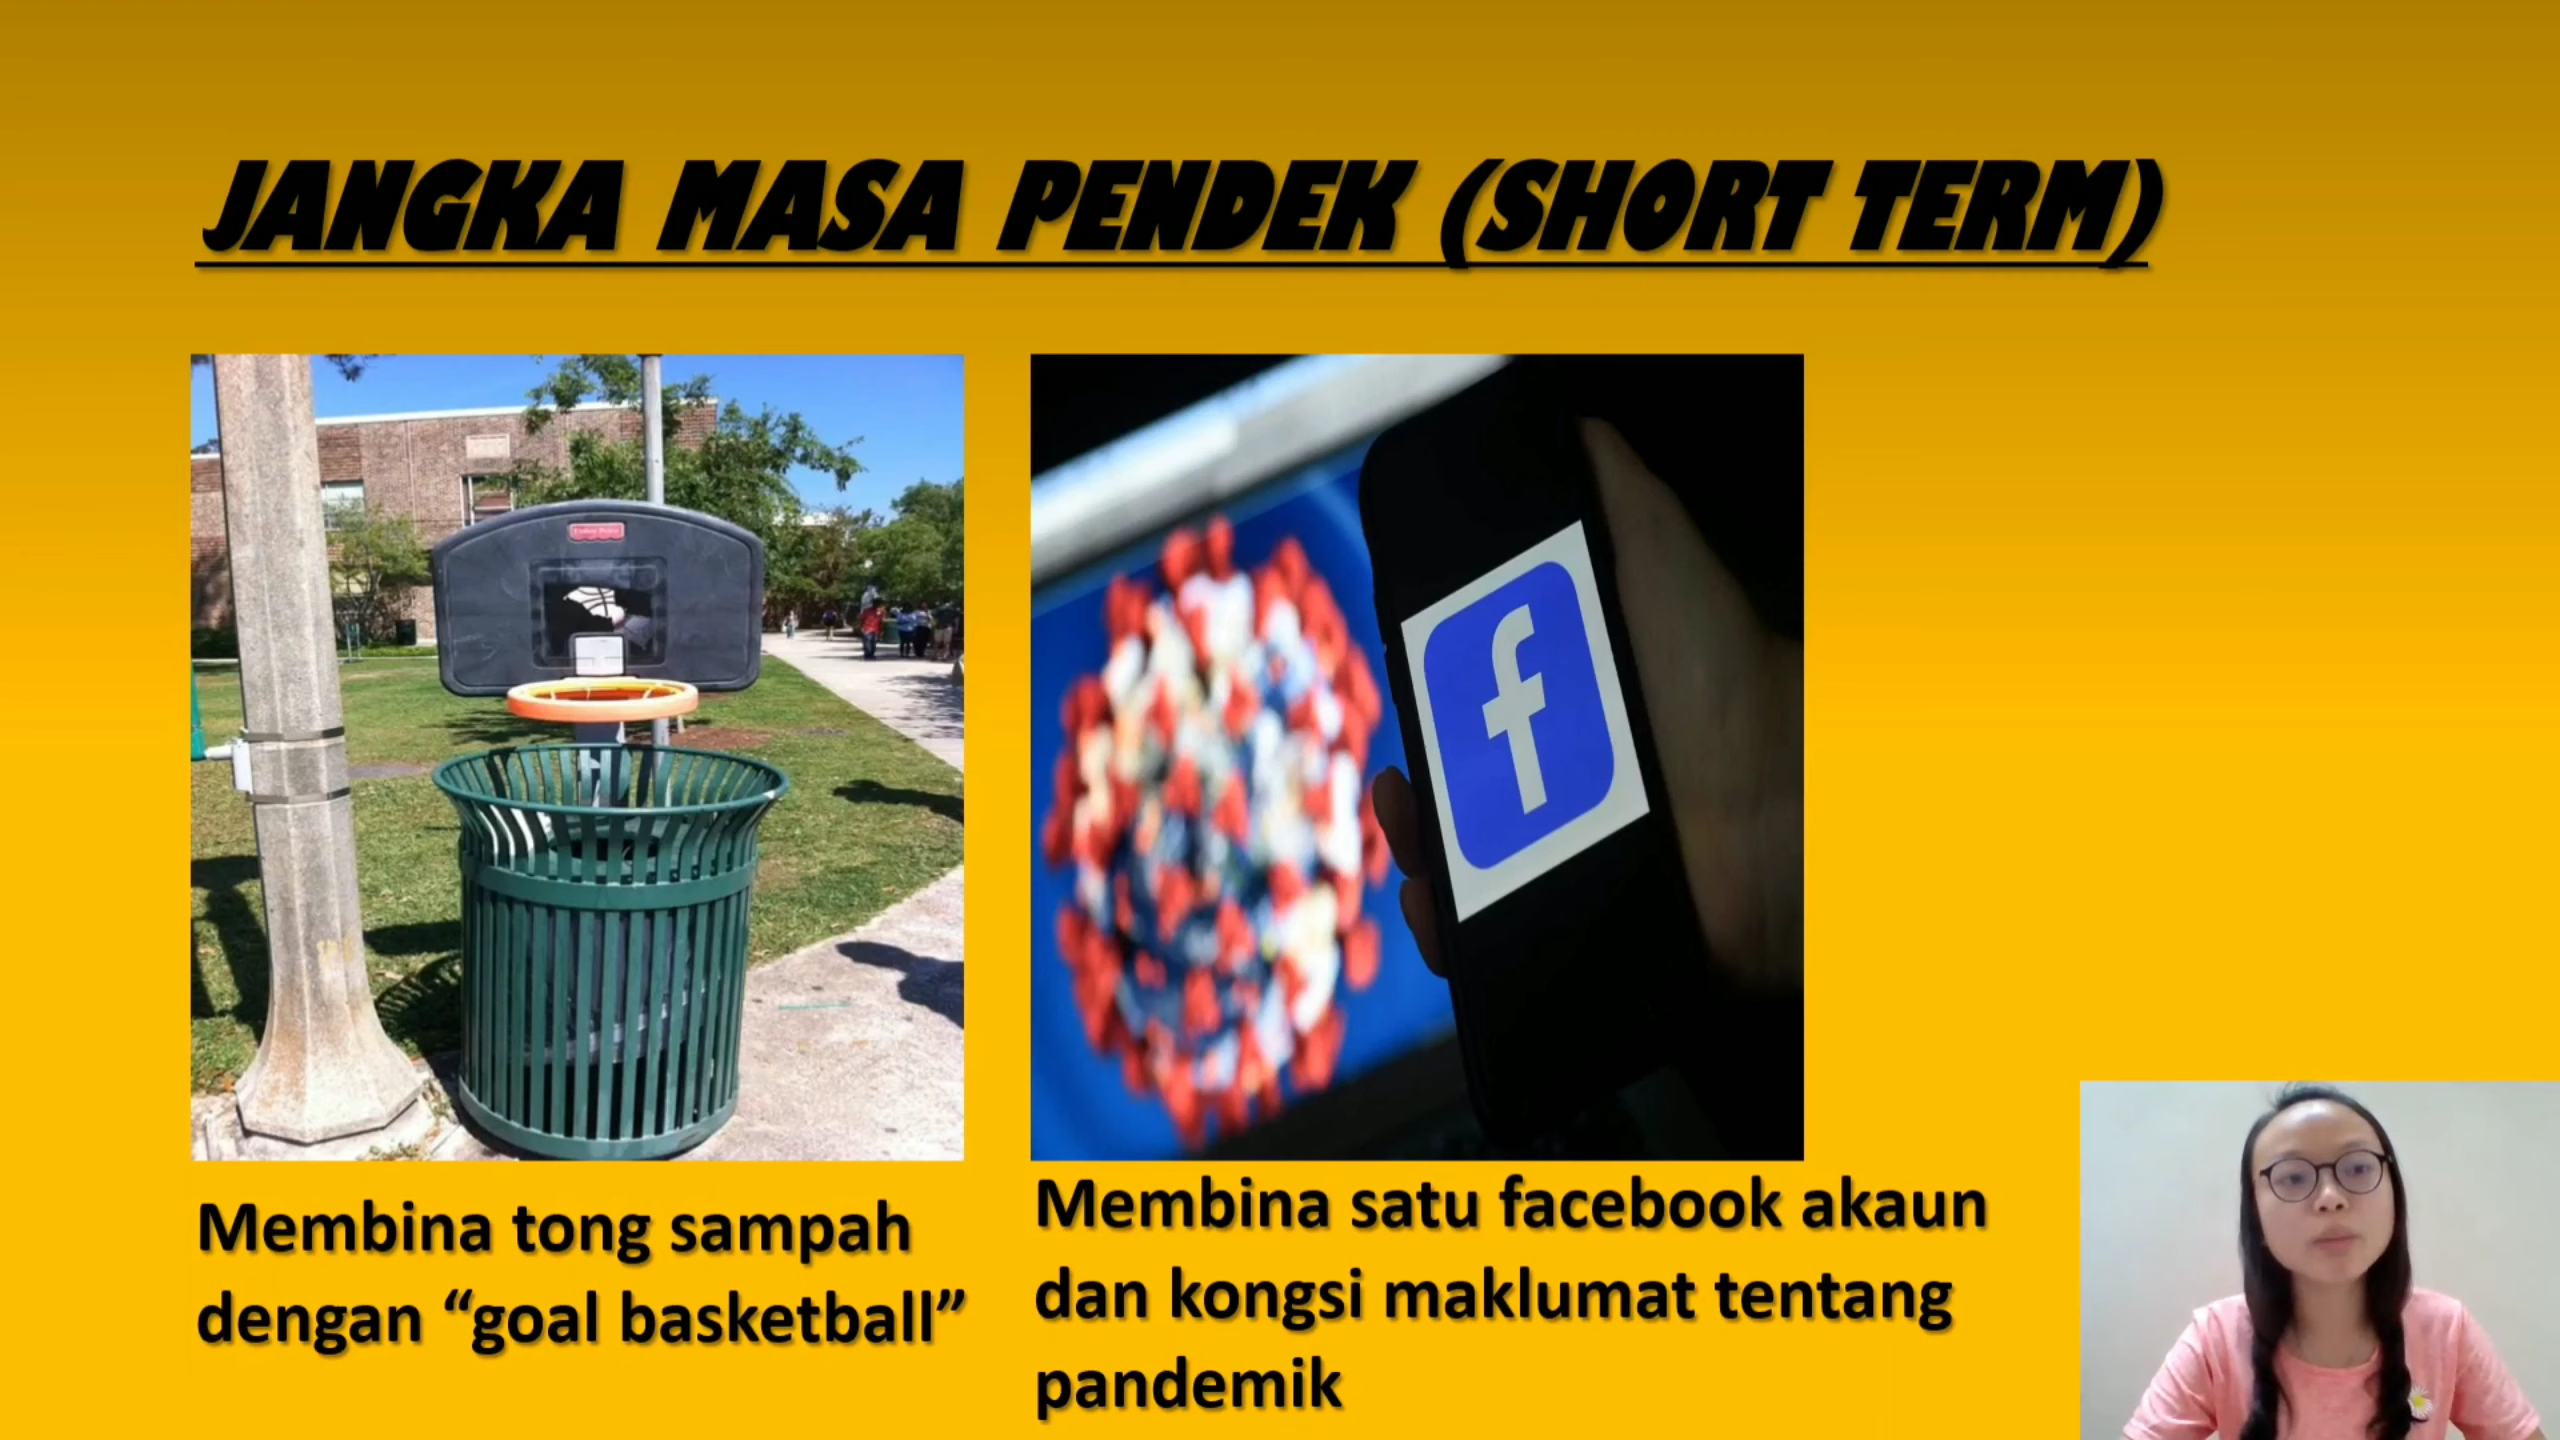 JANGKA MASA PENDEK (SHORT TERM)
Membina tong sampah
dengan “goal basketball”
Membina satu facebook akaun
dan kongsi maklumat tentang
pandemik